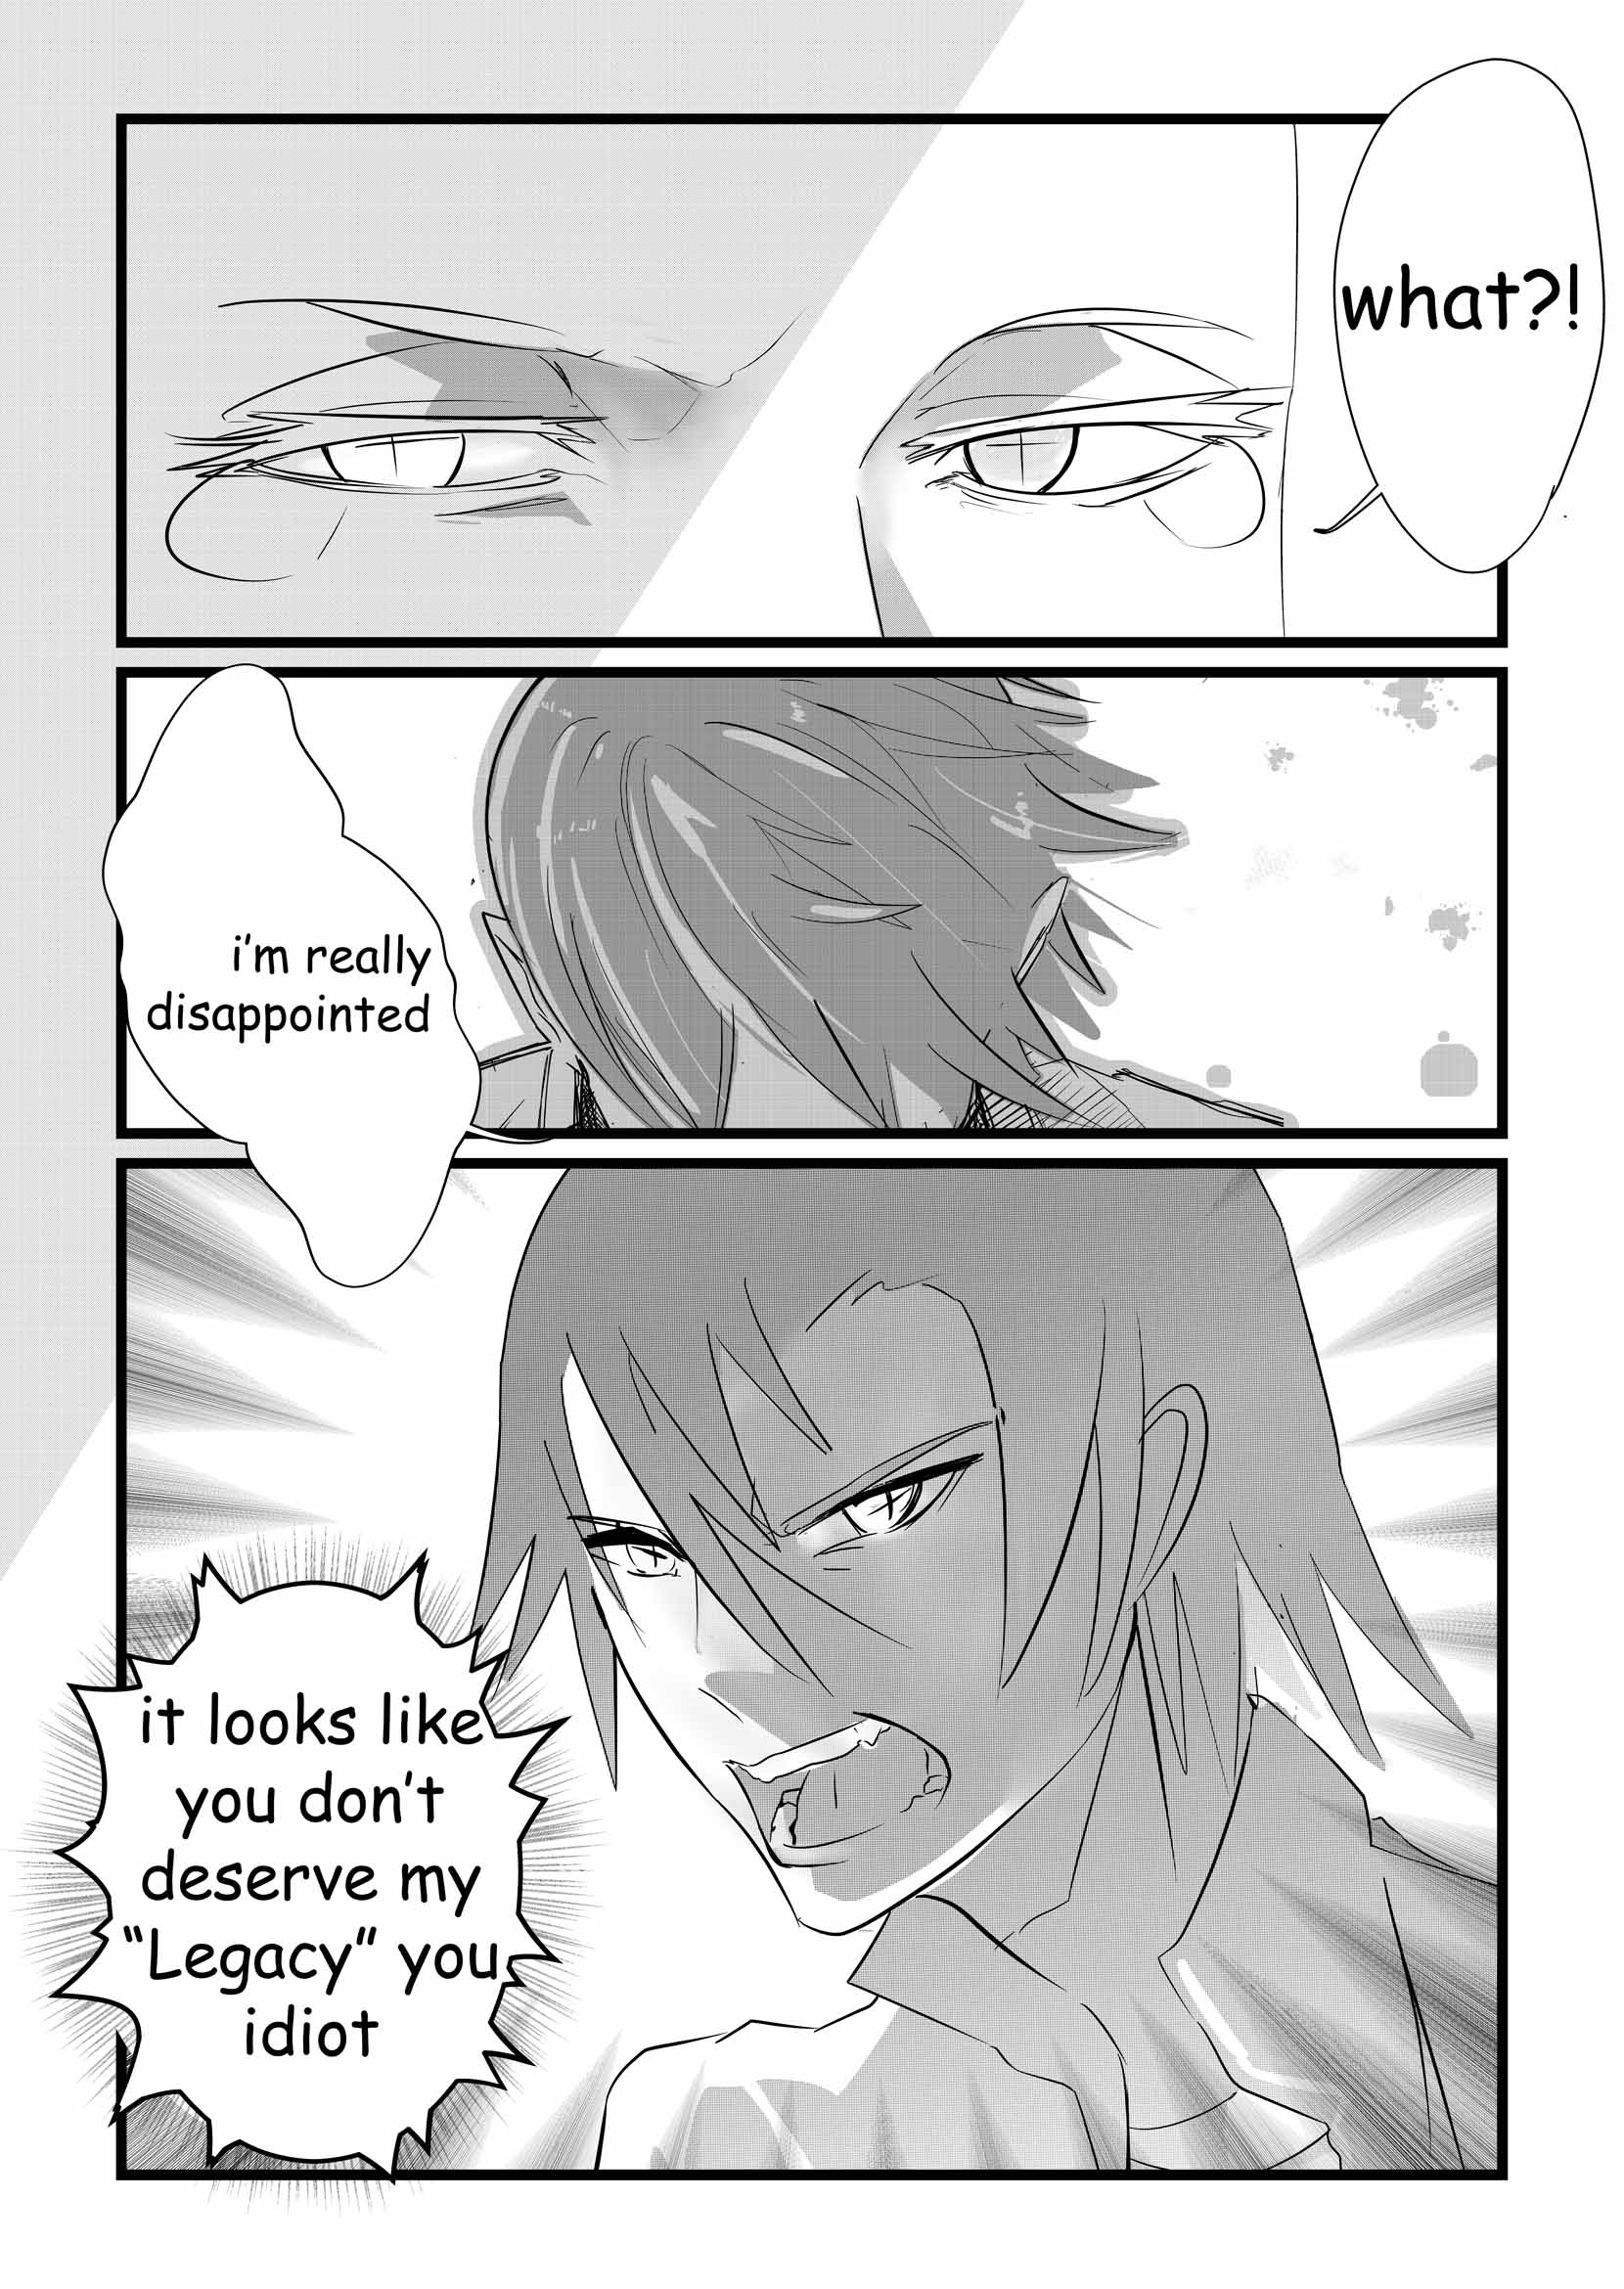 what?!
i'm really
disappointed
it looks like
you don't
deserve my
“Legacy” you
idiot